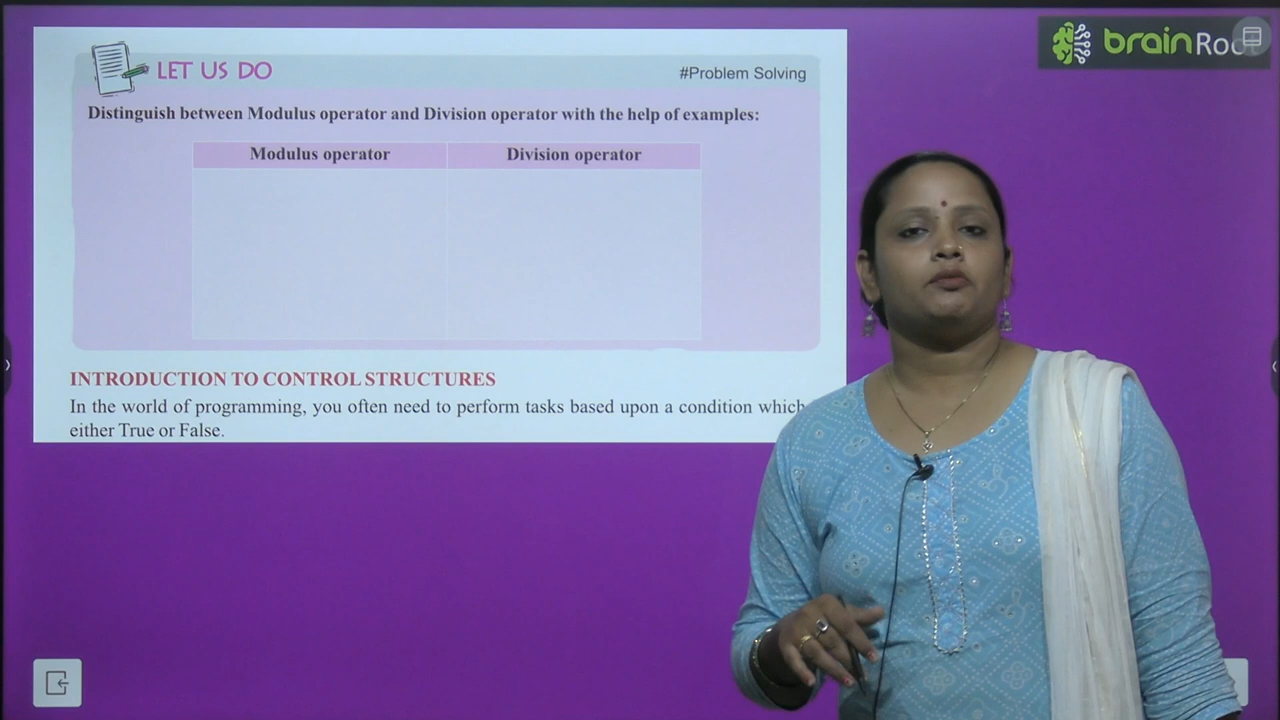 brainRoot
LET US DO
#Problem Solving
Distinguish between Modulus operator and Division operator with the help of examples:
Modulus operator Division operator
INTRODUCTION TO CONTROL STRUCTURES
In the world of programming, you often need to perform tasks based upon a condition which
either True or False.